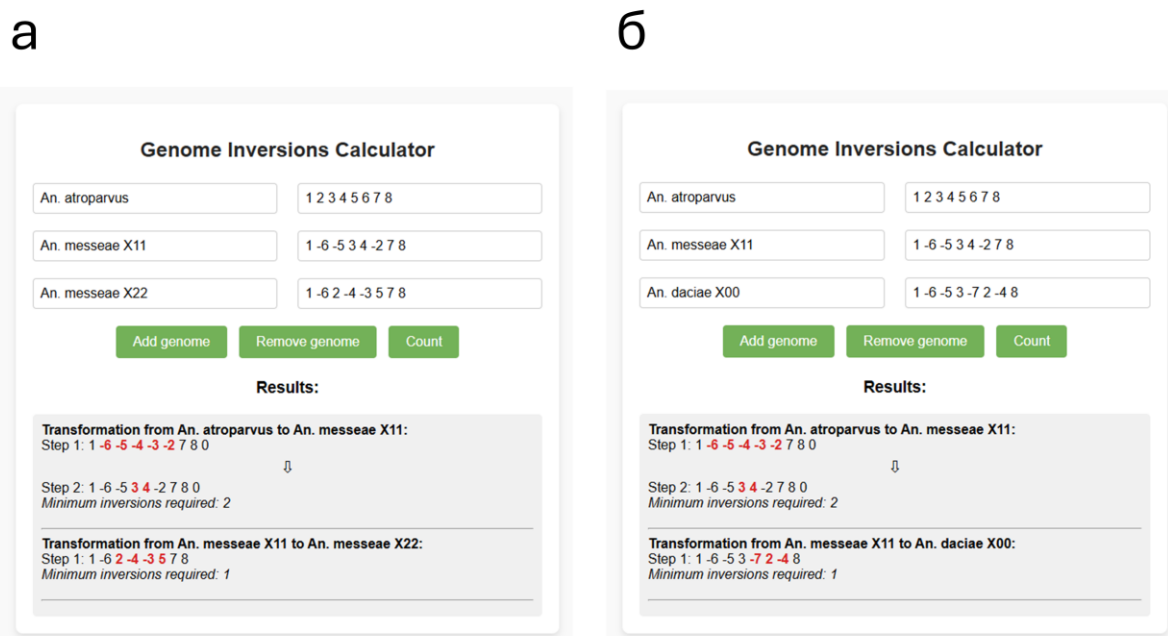 а
Genome Inversions Calculator
An. atroparvus
1 2 3 4 5 6 7 8
An. messeae X11
1 -6 -5 3 4 -2 7 8
An. messeae X22
1 -6 2 -4 -3 5 7 8
Add genome
Remove genome
Count
Results:
Transformation from An. atroparvus to An. messeae X11:
Step 1: 1 -6 -5 -4 -3 -2 7 8 0
⇩
Step 2: 1 -6 -5 3 4 -2 7 8 0
Minimum inversions required: 2
Transformation from An. messeae X11 to An. messeae X22:
Step 1: 1 -6 2 -4 -3 5 7 8
Minimum inversions required: 1
б
Genome Inversions Calculator
An. atroparvus
1 2 3 4 5 6 7 8
An. messeae X11
1 -6 -5 3 4 -2 7 8
An. daciae X00
1 -6 -5 3 -7 2 -4 8
Add genome
Remove genome
Count
Results:
Transformation from An. atroparvus to An. messeae X11:
Step 1: 1 -6 -5 -4 -3 -2 7 8 0
⇩
Step 2: 1 -6 -5 3 4 -2 7 8 0
Minimum inversions required: 2
Transformation from An. messeae X11 to An. daciae X00:
Step 1: 1 -6 -5 3 -7 2 -4 8
Minimum inversions required: 1